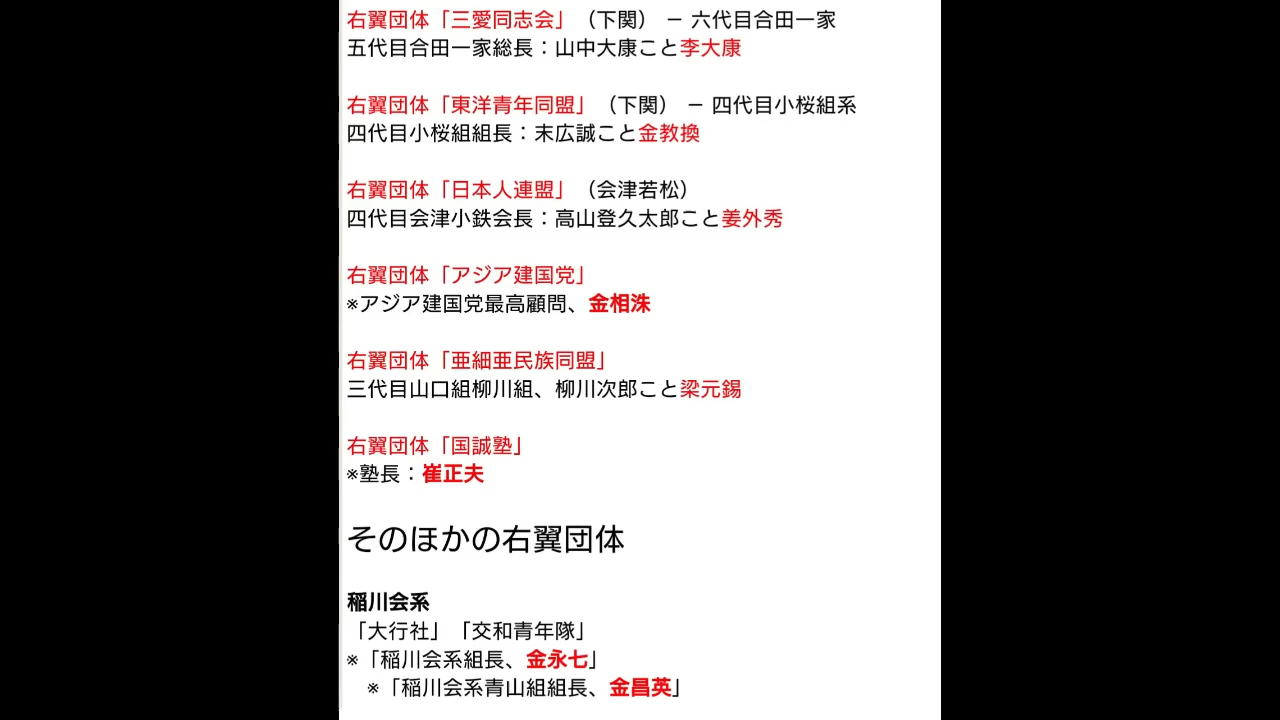 右翼団体「三愛同志会」（下関） − 六代目合田一家
五代目合田一家総長：山中大康こと李大康
右翼団体「東洋青年同盟」（下関） − 四代目小桜組系
四代目小桜組組長：末広誠こと金教換
右翼団体「日本人連盟」（会津若松）
四代目会津小鉄会長：高山登久太郎こと姜外秀
右翼団体「アジア建国党」
※アジア建国党最高顧問、金相洙
右翼団体「亜細亜民族同盟」
三代目山口組柳川組、柳川次郎こと梁元錫
右翼団体「国誠塾」
※塾長：崔正夫
そのほかの右翼団体
稲川会系
「大行社」「交和青年隊」
※「稲川会系組長、金永七」
※「稲川会系青山組組長、金昌英」